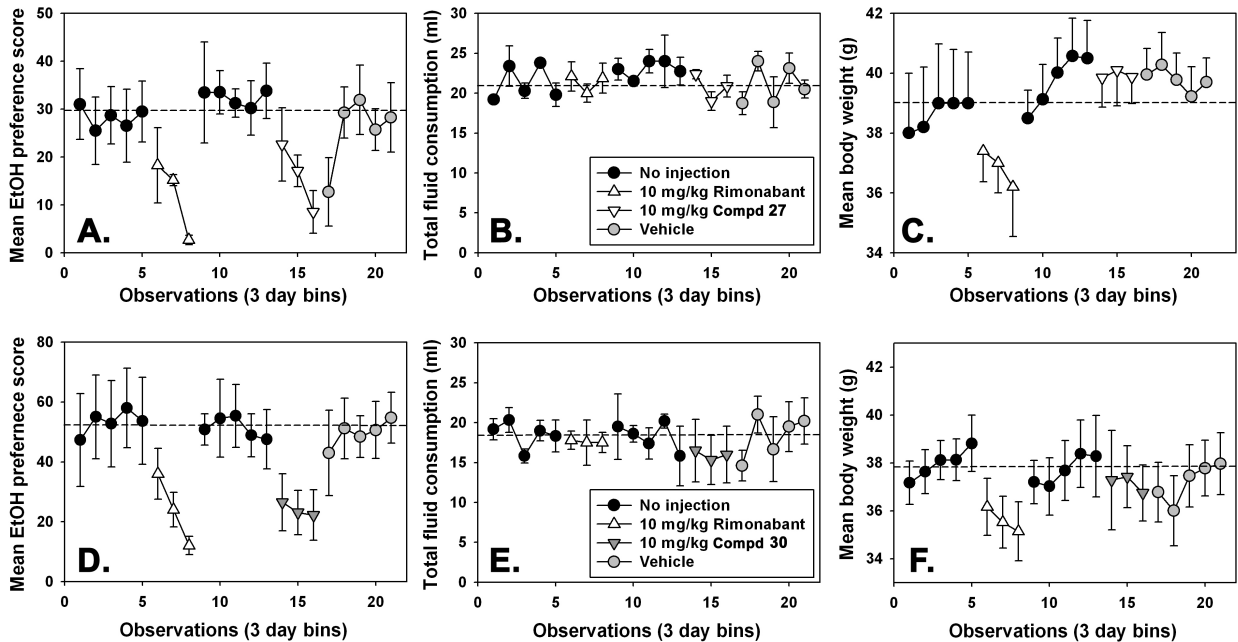 Mean EtOH preference score
50
40
30
20
10
0
A.
0 5 10 15 20
Observations (3 day bins)
Total fluid consumption (ml)
30
25
20
15
10
5
0
No injection
10 mg/kg Rimonabant
10 mg/kg Compd 27
Vehicle
B.
0 5 10 15 20
Observations (3 day bins)
Mean body weight (g)
42
40
38
36
34
C.
0 5 10 15 20
Observations (3 day bins)
Mean EtOH prefernece score
80
60
40
20
0
D.
0 5 10 15 20
Observations (3 day bins)
Total fluid consumption (ml)
30
25
20
15
10
5
0
No injection
10 mg/kg Rimonabant
10 mg/kg Compd 30
Vehicle
E.
0 5 10 15 20
Observations (3 day bins)
Mean body weight (g)
42
40
38
36
34
F.
0 5 10 15 20
Observations (3 day bins)